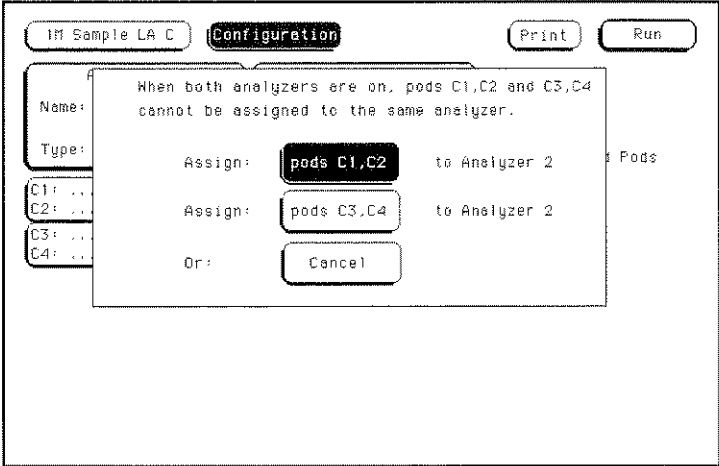 1M Sample LA C Configuration Print Run
When both analyzers are on, pods C1,C2 and C3,C4
cannot be assigned to the same analyzer.
Name:
Type: Pods
Assign: pods C1,C2 to Analyzer 2
C1: ...
C2: ...
Assign: pods C3,C4 to Analyzer 2
C3: ...
C4: ...
Or: Cancel